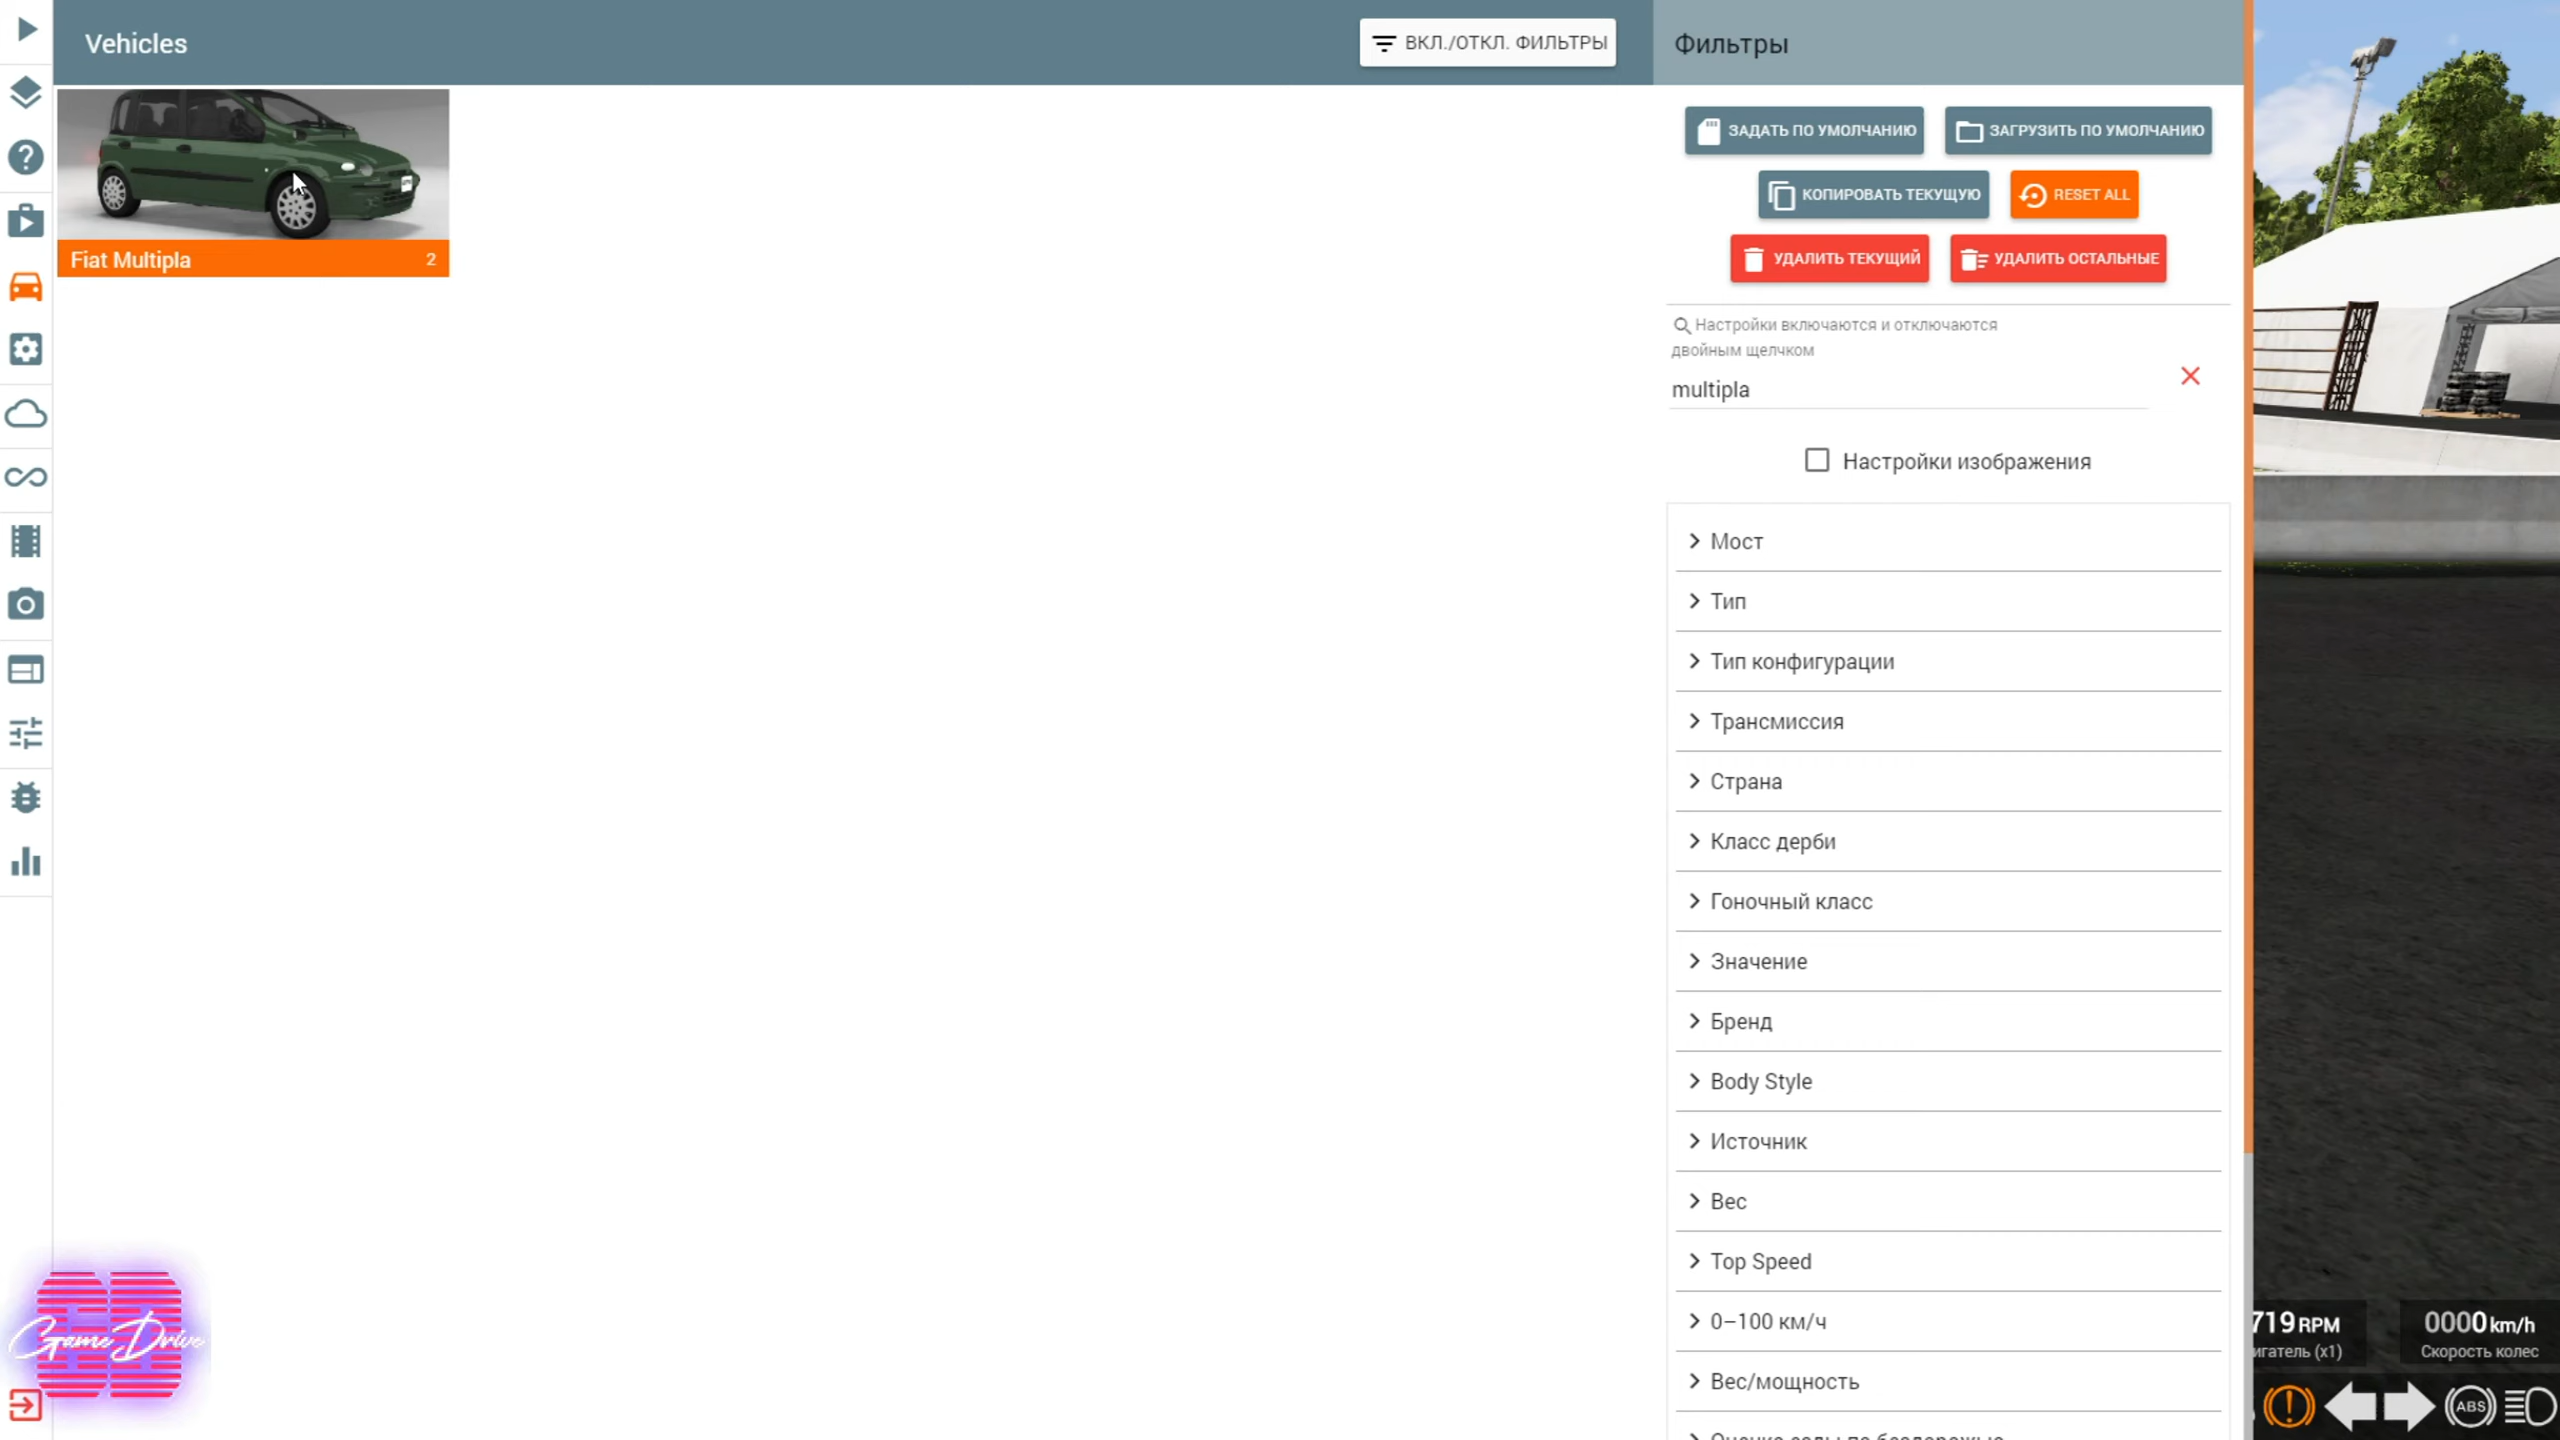 Vehicles
ВКЛ./ОТКЛ. ФИЛЬТРЫ
Fiat Multipla 2
Фильтры
ЗАДАТЬ ПО УМОЛЧАНИЮ
ЗАГРУЗИТЬ ПО УМОЛЧАНИЮ
КОПИРОВАТЬ ТЕКУЩУЮ
RESET ALL
УДАЛИТЬ ТЕКУЩИЙ
УДАЛИТЬ ОСТАЛЬНЫЕ
Настройки включаются и отключаются
двойным щелчком
multipla
Настройки изображения
Мост
Тип
Тип конфигурации
Трансмиссия
Страна
Класс дерби
Гоночный класс
Значение
Бренд
Body Style
Источник
Вес
Top Speed
0–100 км/ч
Вес/мощность
719 RPM
игатель (x1)
0000 km/h
Скорость колес
ABS
Game Drive